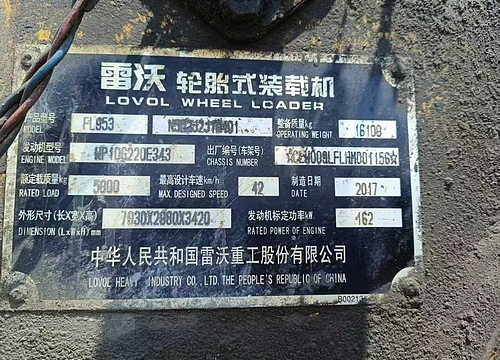 雷沃 轮胎式装载机
LOVOL WHEEL LOADER
产品型号 MODEL FL953 整备质量kg OPERATING WEIGHT 16100
发动机型号 ENGINE MODEL WP10G220E343 出厂编号(车架号) CHASSIS NUMBER
额定载质量kg RATED LOAD 5000 最高设计车速km/h MAX.DESIGNED SPEED 42 制造日期 DATE 2017
外形尺寸(长X宽X高) DIMENSION (LxWxH)mm 7930X2980X3420 发动机标定功率kW RATED POWER OF ENGINE 162
中华人民共和国雷沃重工股份有限公司
LOVOL HEAVY INDUSTRY CO.,LTD.THE PEOPLE'S REPUBLIC OF CHINA